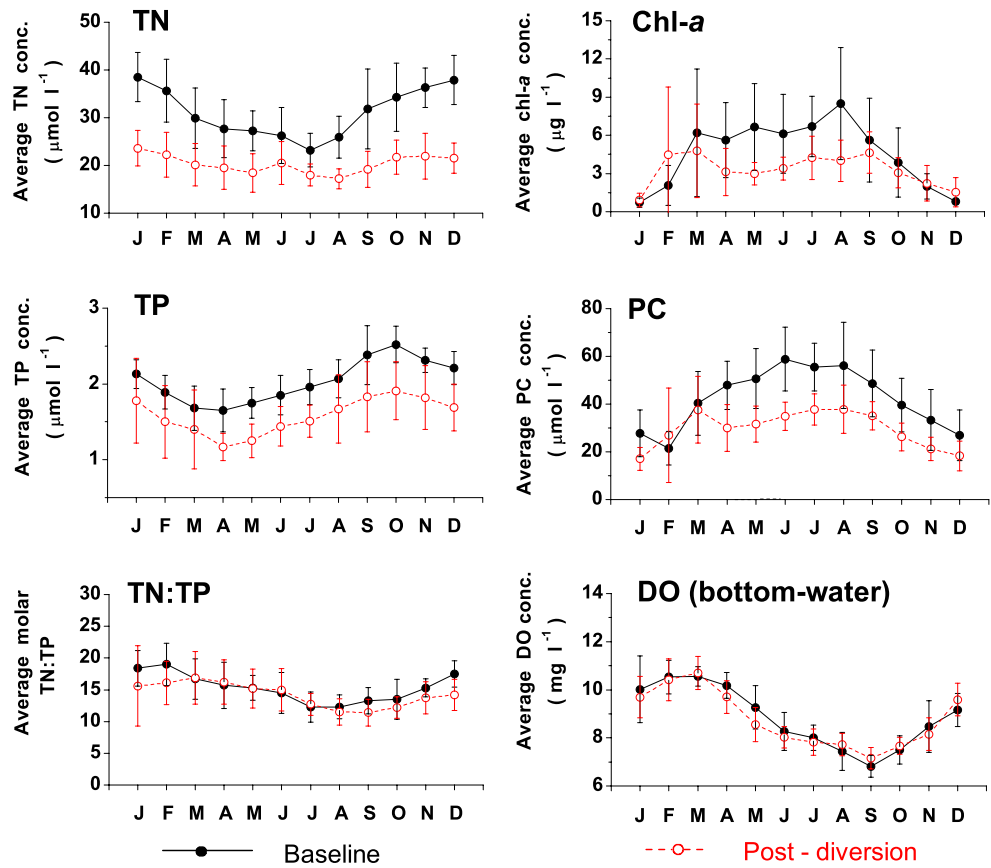 TN
Average TN conc.
( μmol l⁻¹ )
50
40
30
20
10
J F M A M J J A S O N D
Chl-a
Average chl-a conc.
( μg l⁻¹ )
15
12
9
6
3
0
J F M A M J J A S O N D
TP
Average TP conc.
( μmol l⁻¹ )
3
2
1
J F M A M J J A S O N D
PC
Average PC conc.
( μmol l⁻¹ )
80
60
40
20
0
J F M A M J J A S O N D
TN:TP
Average molar
TN:TP
30
25
20
15
10
5
0
J F M A M J J A S O N D
DO (bottom-water)
Average DO conc.
( mg l⁻¹ )
14
12
10
8
6
J F M A M J J A S O N D
Baseline
Post - diversion